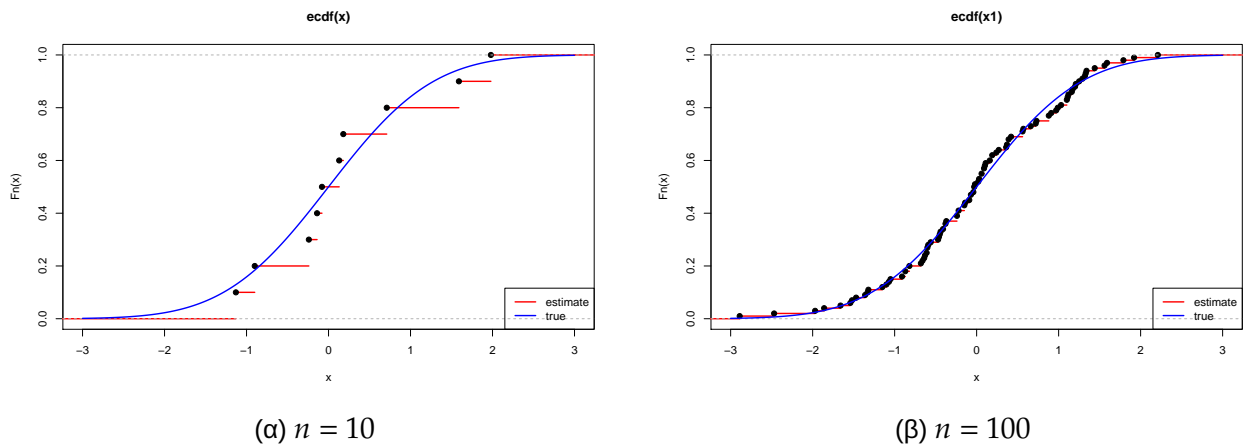 ecdf(x)
1.0
0.8
0.6
0.4
0.2
0.0
Fn(x)
−3 −2 −1 0 1 2 3
x
estimate
true
(α) n = 10
ecdf(x1)
1.0
0.8
0.6
0.4
0.2
0.0
Fn(x)
−3 −2 −1 0 1 2 3
x
estimate
true
(β) n = 100